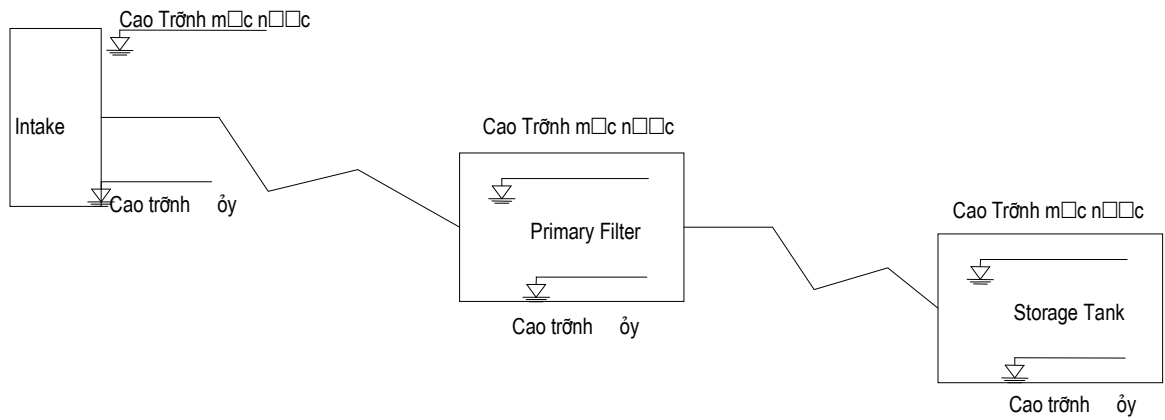 Cao Trỡnh m□c n□□c
Intake
Cao trỡnh ỏy
Cao Trỡnh m□c n□□c
Primary Filter
Cao trỡnh ỏy
Cao Trỡnh m□c n□□c
Storage Tank
Cao trỡnh ỏy